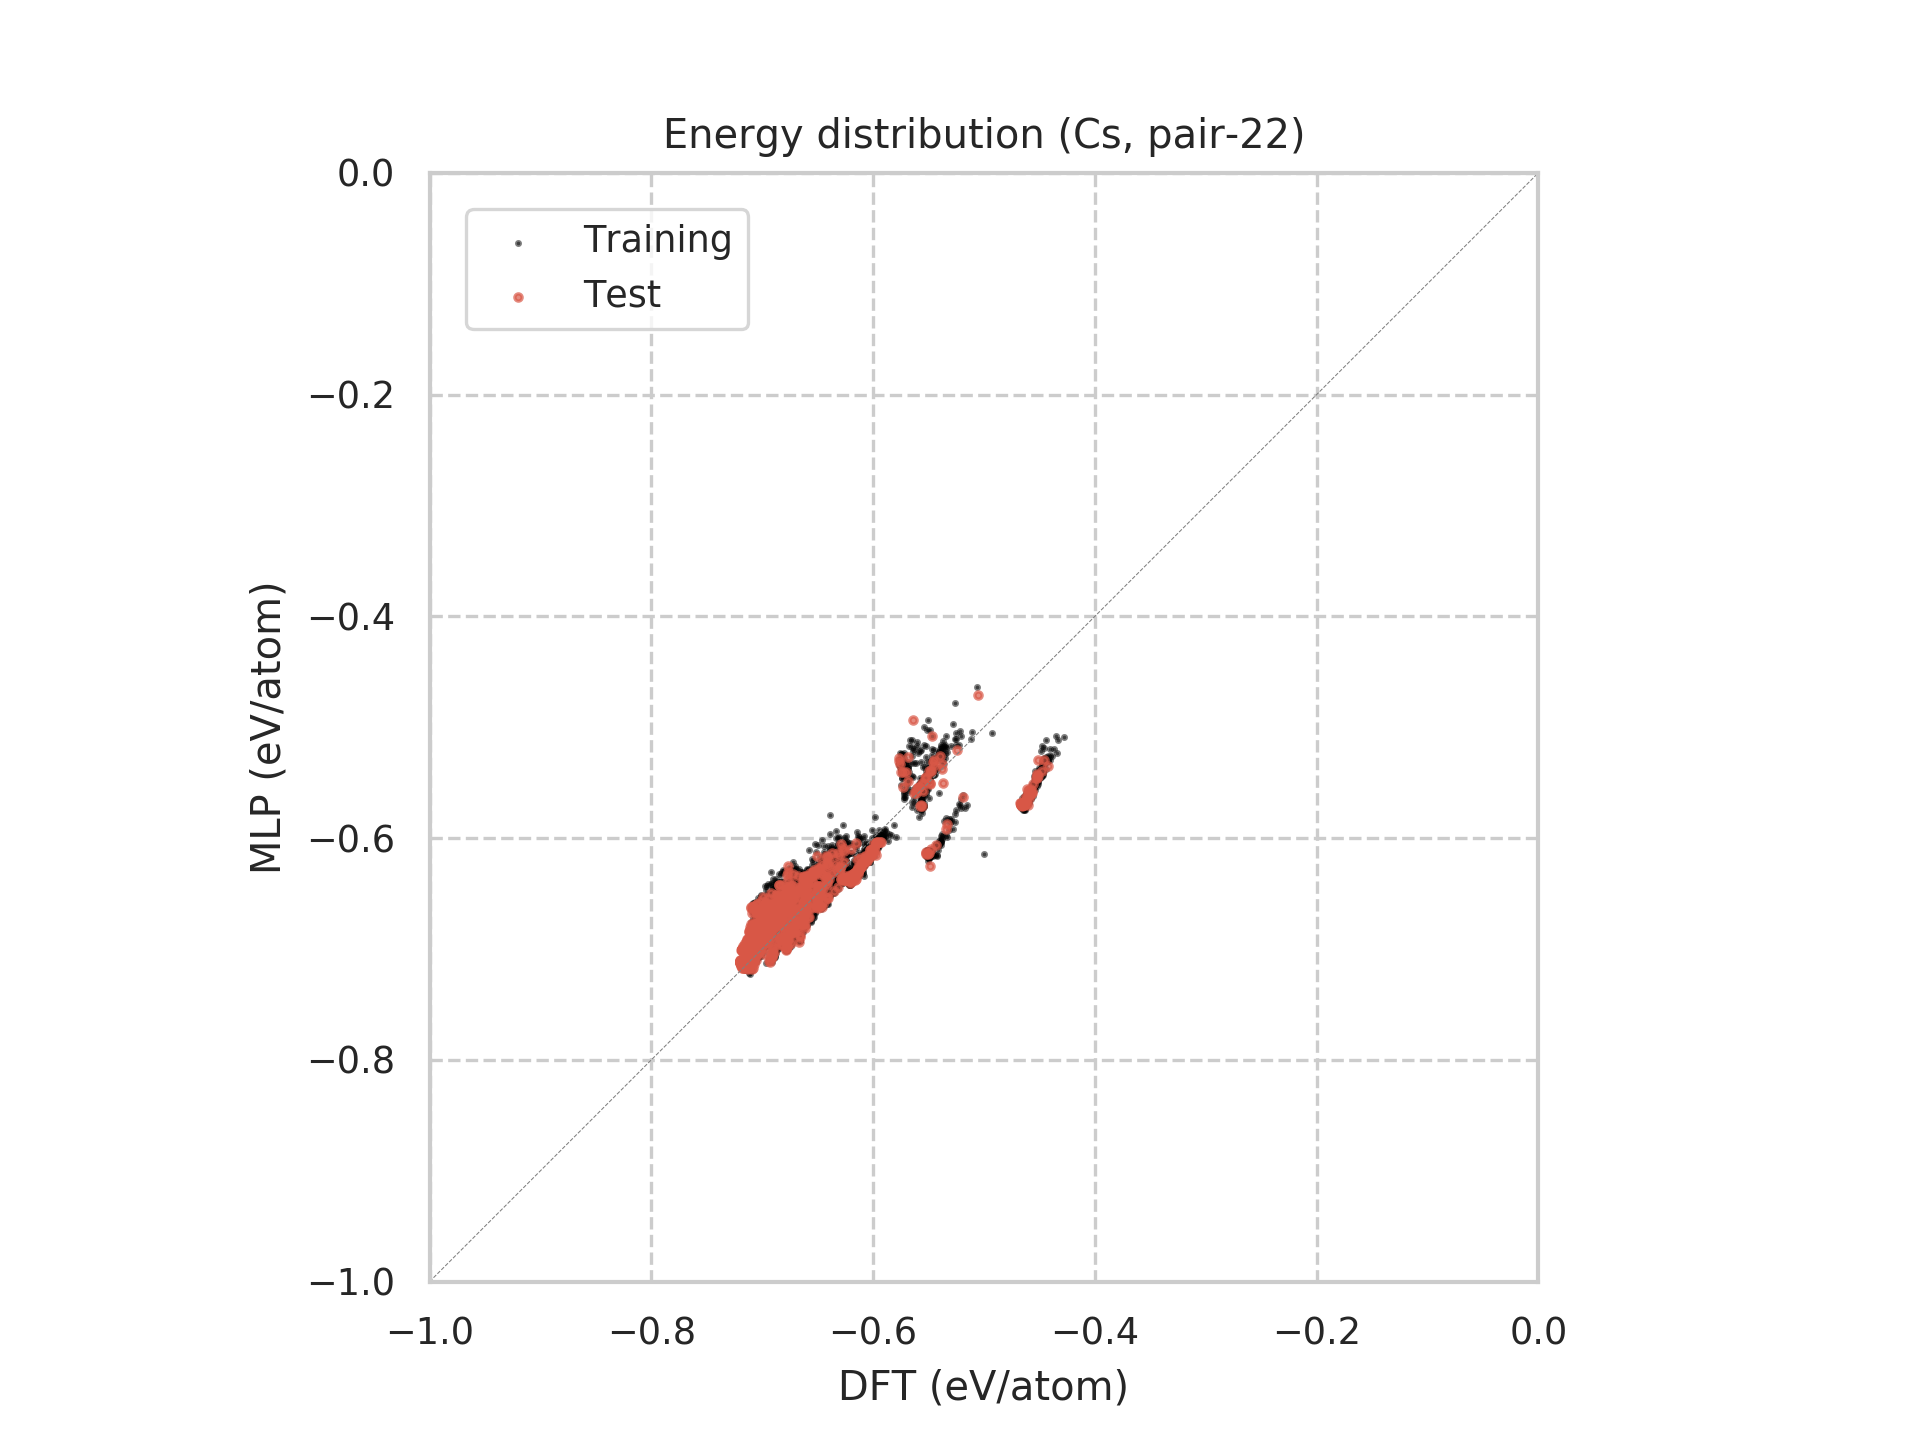 Energy distribution (Cs, pair-22)
0.0
−0.2
−0.4
−0.6
−0.8
−1.0
MLP (eV/atom)
Training
Test
−1.0 −0.8 −0.6 −0.4 −0.2 0.0
DFT (eV/atom)